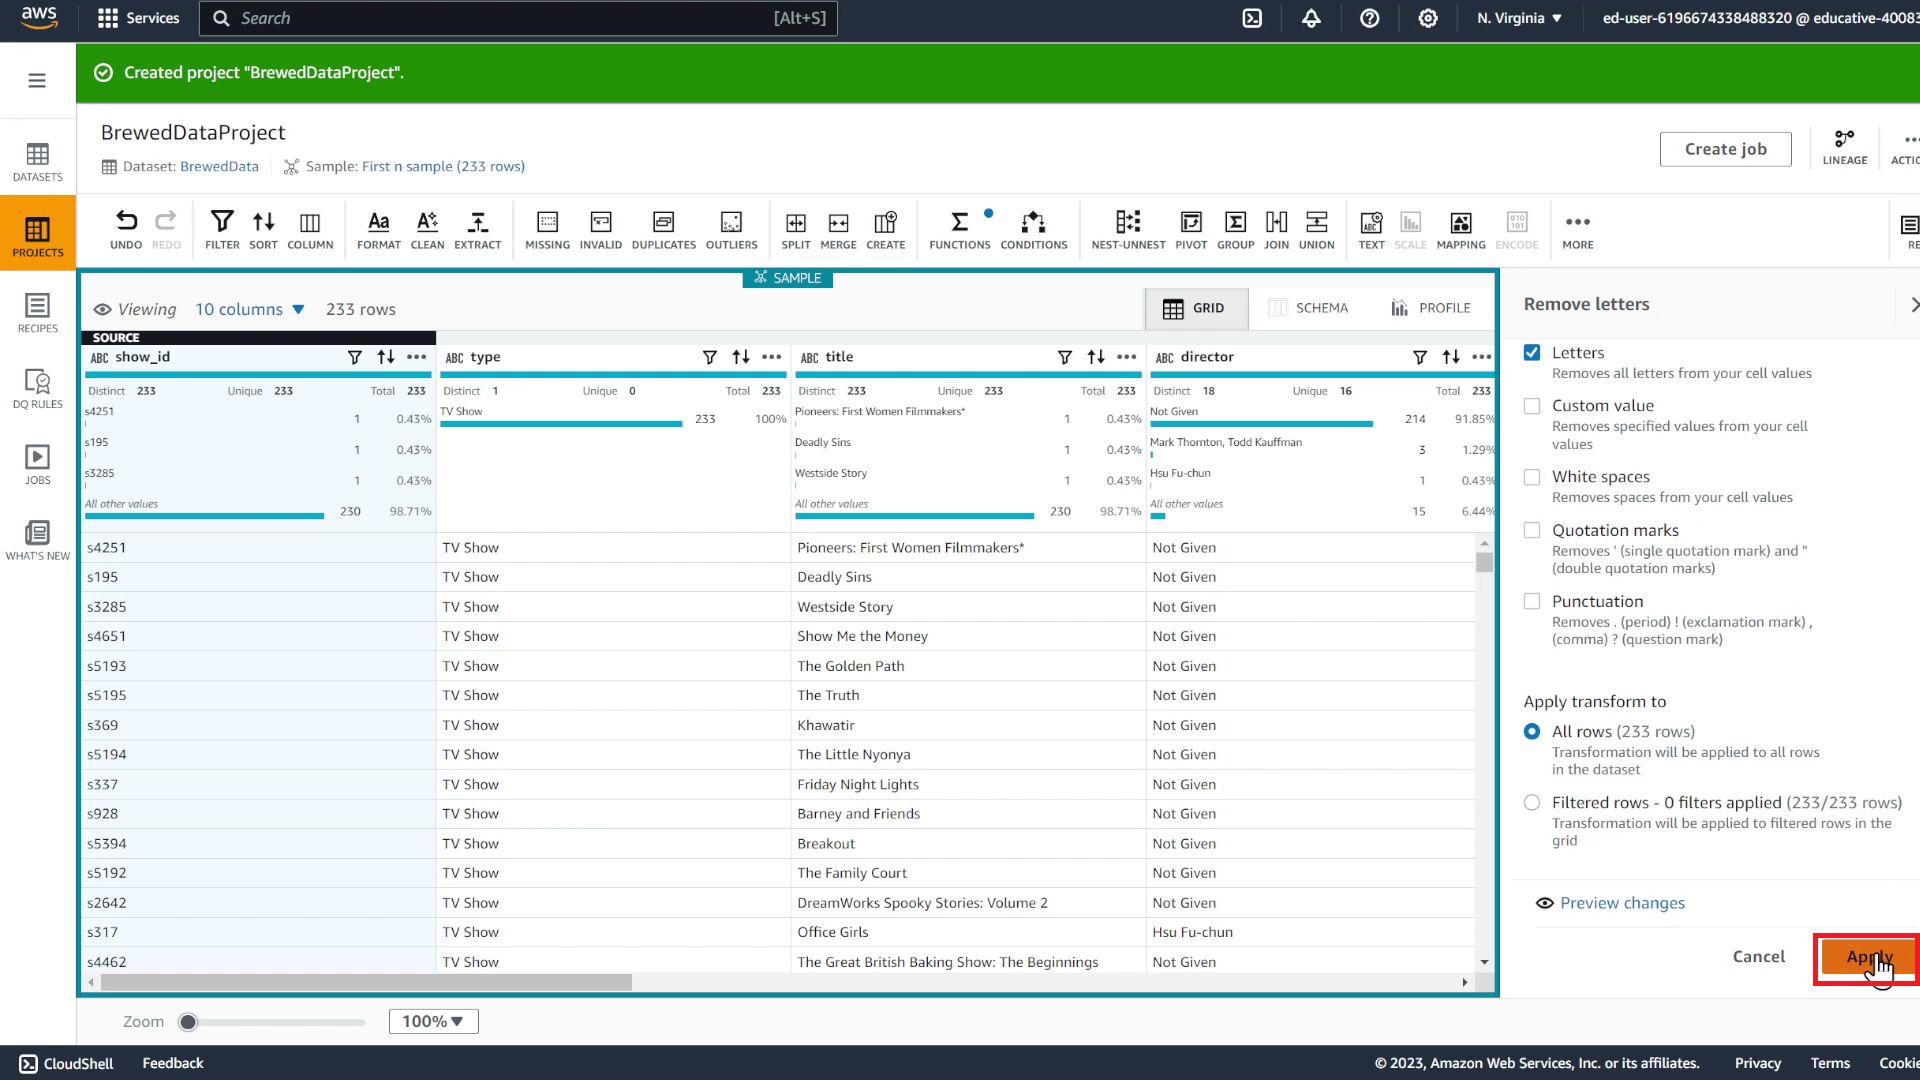 aws
Services
Search
[Alt+S]
N. Virginia ▼
ed-user-6196674338488320 @ educative-40083
Created project "BrewedDataProject".
BrewedDataProject
Dataset: BrewedData
Sample: First n sample (233 rows)
Create job
LINEAGE
ACTIO
DATASETS
PROJECTS
RECIPES
DQ RULES
JOBS
WHAT'S NEW
UNDO REDO FILTER SORT COLUMN FORMAT CLEAN EXTRACT MISSING INVALID DUPLICATES OUTLIERS SPLIT MERGE CREATE FUNCTIONS CONDITIONS NEST-UNNEST PIVOT GROUP JOIN UNION TEXT SCALE MAPPING ENCODE MORE RE
SAMPLE
Viewing 10 columns ▼ 233 rows
GRID SCHEMA PROFILE
SOURCE
ABC show_id ABC type ABC title ABC director
Distinct 233 Unique 233 Total 233 Distinct 1 Unique 0 Total 233 Distinct 233 Unique 233 Total 233 Distinct 18 Unique 16 Total 233
s4251 1 0.43% TV Show 233 100% Pioneers: First Women Filmmakers* 1 0.43% Not Given 214 91.85%
s195 1 0.43% Deadly Sins 1 0.43% Mark Thornton, Todd Kauffman 3 1.29%
s3285 1 0.43% Westside Story 1 0.43% Hsu Fu-chun 1 0.43%
All other values 230 98.71% All other values 230 98.71% All other values 15 6.44%
s4251 TV Show Pioneers: First Women Filmmakers* Not Given
s195 TV Show Deadly Sins Not Given
s3285 TV Show Westside Story Not Given
s4651 TV Show Show Me the Money Not Given
s5193 TV Show The Golden Path Not Given
s5195 TV Show The Truth Not Given
s369 TV Show Khawatir Not Given
s5194 TV Show The Little Nyonya Not Given
s337 TV Show Friday Night Lights Not Given
s928 TV Show Barney and Friends Not Given
s5394 TV Show Breakout Not Given
s5192 TV Show The Family Court Not Given
s2642 TV Show DreamWorks Spooky Stories: Volume 2 Not Given
s317 TV Show Office Girls Hsu Fu-chun
s4462 TV Show The Great British Baking Show: The Beginnings Not Given
Remove letters
Letters
Removes all letters from your cell values
Custom value
Removes specified values from your cell
values
White spaces
Removes spaces from your cell values
Quotation marks
Removes ' (single quotation mark) and "
(double quotation marks)
Punctuation
Removes . (period) ! (exclamation mark) ,
(comma) ? (question mark)
Apply transform to
All rows (233 rows)
Transformation will be applied to all rows
in the dataset
Filtered rows - 0 filters applied (233/233 rows)
Transformation will be applied to filtered rows in the
grid
Preview changes
Cancel
Apply
Zoom
100% ▼
CloudShell
Feedback
© 2023, Amazon Web Services, Inc. or its affiliates.
Privacy
Terms
Cookie